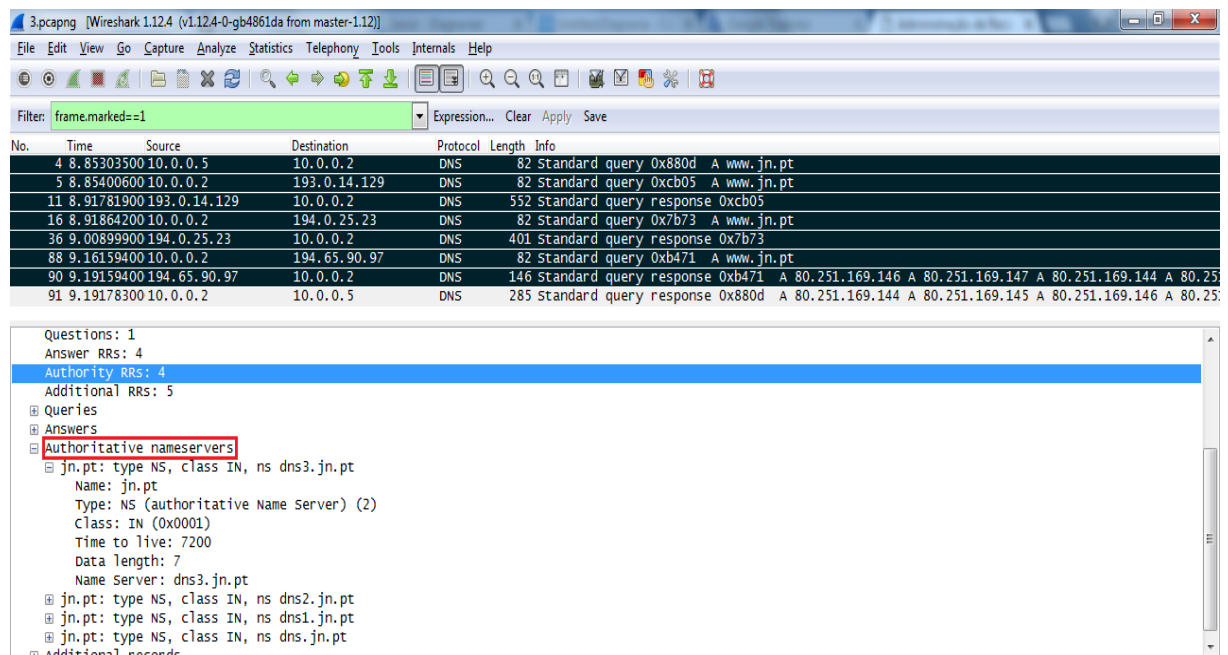 3.pcapng [Wireshark 1.12.4 (v1.12.4-0-gb4861da from master-1.12)]
File Edit View Go Capture Analyze Statistics Telephony Tools Internals Help
Filter: frame.marked==1 Expression... Clear Apply Save
No. Time Source Destination Protocol Length Info
4 8.85303500 10.0.0.5 10.0.0.2 DNS 82 Standard query 0x880d A www.jn.pt
5 8.85400600 10.0.0.2 193.0.14.129 DNS 82 Standard query 0xcb05 A www.jn.pt
11 8.91781900 193.0.14.129 10.0.0.2 DNS 552 Standard query response 0xcb05
16 8.91864200 10.0.0.2 194.0.25.23 DNS 82 Standard query 0x7b73 A www.jn.pt
36 9.00899900 194.0.25.23 10.0.0.2 DNS 401 Standard query response 0x7b73
88 9.16159400 10.0.0.2 194.65.90.97 DNS 82 Standard query 0xb471 A www.jn.pt
90 9.19159400 194.65.90.97 10.0.0.2 DNS 146 Standard query response 0xb471 A 80.251.169.146 A 80.251.169.147 A 80.251.169.144 A 80.25
91 9.19178300 10.0.0.2 10.0.0.5 DNS 285 Standard query response 0x880d A 80.251.169.144 A 80.251.169.145 A 80.251.169.146 A 80.25
Questions: 1
Answer RRs: 4
Authority RRs: 4
Additional RRs: 5
Queries
Answers
Authoritative nameservers
jn.pt: type NS, class IN, ns dns3.jn.pt
Name: jn.pt
Type: NS (authoritative Name Server) (2)
Class: IN (0x0001)
Time to live: 7200
Data length: 7
Name Server: dns3.jn.pt
jn.pt: type NS, class IN, ns dns2.jn.pt
jn.pt: type NS, class IN, ns dns1.jn.pt
jn.pt: type NS, class IN, ns dns.jn.pt
Additional records